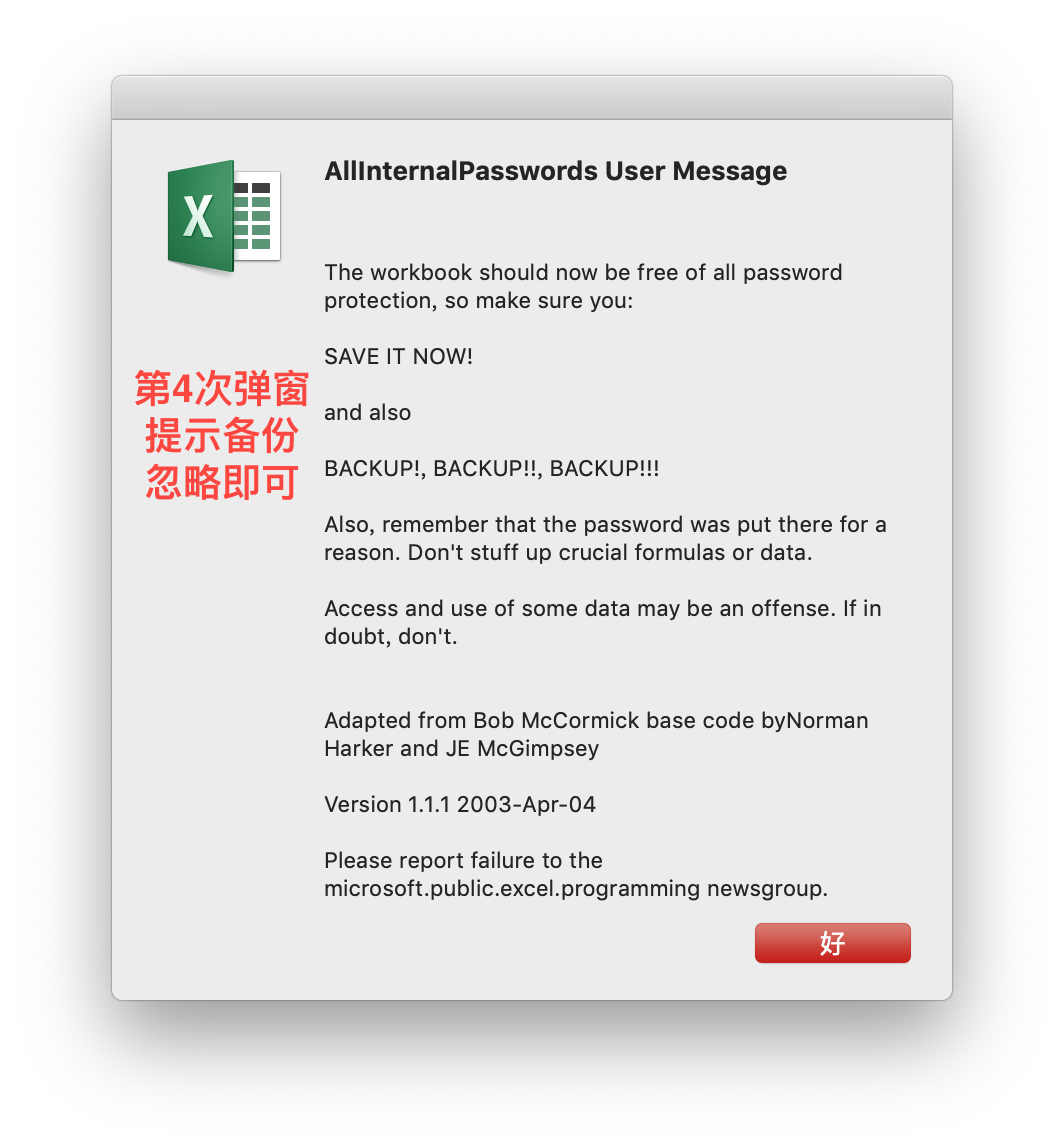 AllInternalPasswords User Message
The workbook should now be free of all password
protection, so make sure you:
SAVE IT NOW!
and also
BACKUP!, BACKUP!!, BACKUP!!!
Also, remember that the password was put there for a
reason. Don't stuff up crucial formulas or data.
Access and use of some data may be an offense. If in
doubt, don't.
Adapted from Bob McCormick base code byNorman
Harker and JE McGimpsey
Version 1.1.1 2003-Apr-04
Please report failure to the
microsoft.public.excel.programming newsgroup.
好
第4次弹窗
提示备份
忽略即可
X